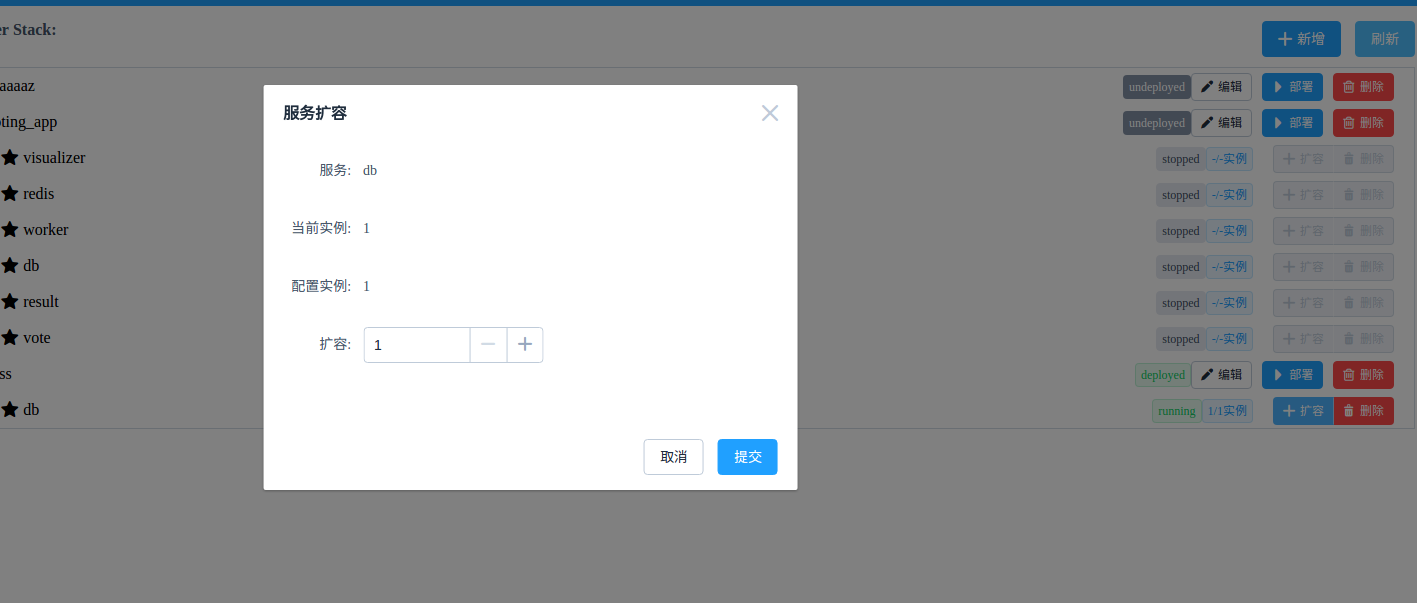 er Stack:
新增
刷新
aaaaz
undeployed
编辑
部署
删除
ting_app
undeployed
编辑
部署
删除
visualizer
stopped
-/-实例
扩容
删除
redis
stopped
-/-实例
扩容
删除
worker
stopped
-/-实例
扩容
删除
db
stopped
-/-实例
扩容
删除
result
stopped
-/-实例
扩容
删除
vote
stopped
-/-实例
扩容
删除
ss
deployed
编辑
部署
删除
db
running
1/1实例
扩容
删除
服务扩容
服务: db
当前实例: 1
配置实例: 1
扩容: 1
取消
提交